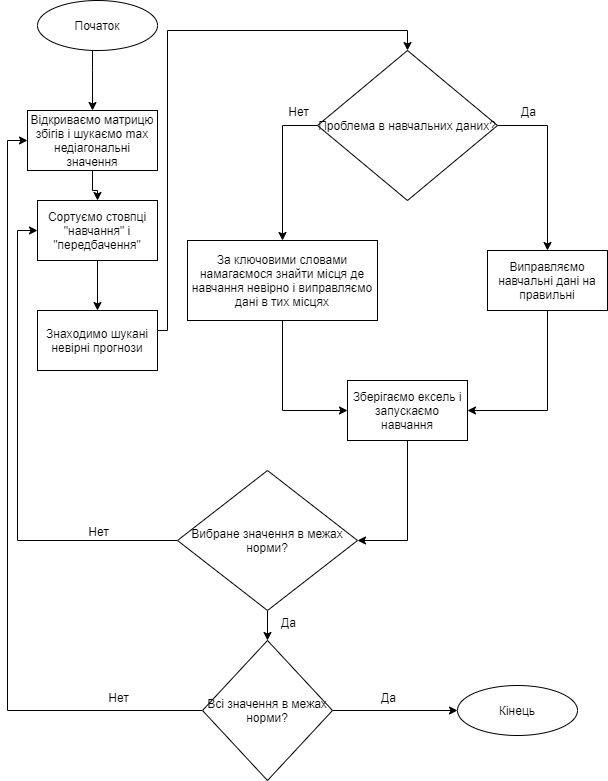 Початок
Відкриваємо матрицю
збігів і шукаємо max
недіагональні
значення
Сортуємо стовпці
"навчання" і
"передбачення"
Знаходимо шукані
невірні прогнози
Проблема в навчальних даних?
Нет
Да
За ключовими словами
намагаємося знайти місця де
навчання невірно і виправляємо
дані в тих місцях
Виправляємо
навчальні дані на
правильні
Зберігаємо ексель і
запускаємо
навчання
Вибране значення в межах
норми?
Нет
Да
Всі значення в межах
норми?
Нет
Да
Кінець